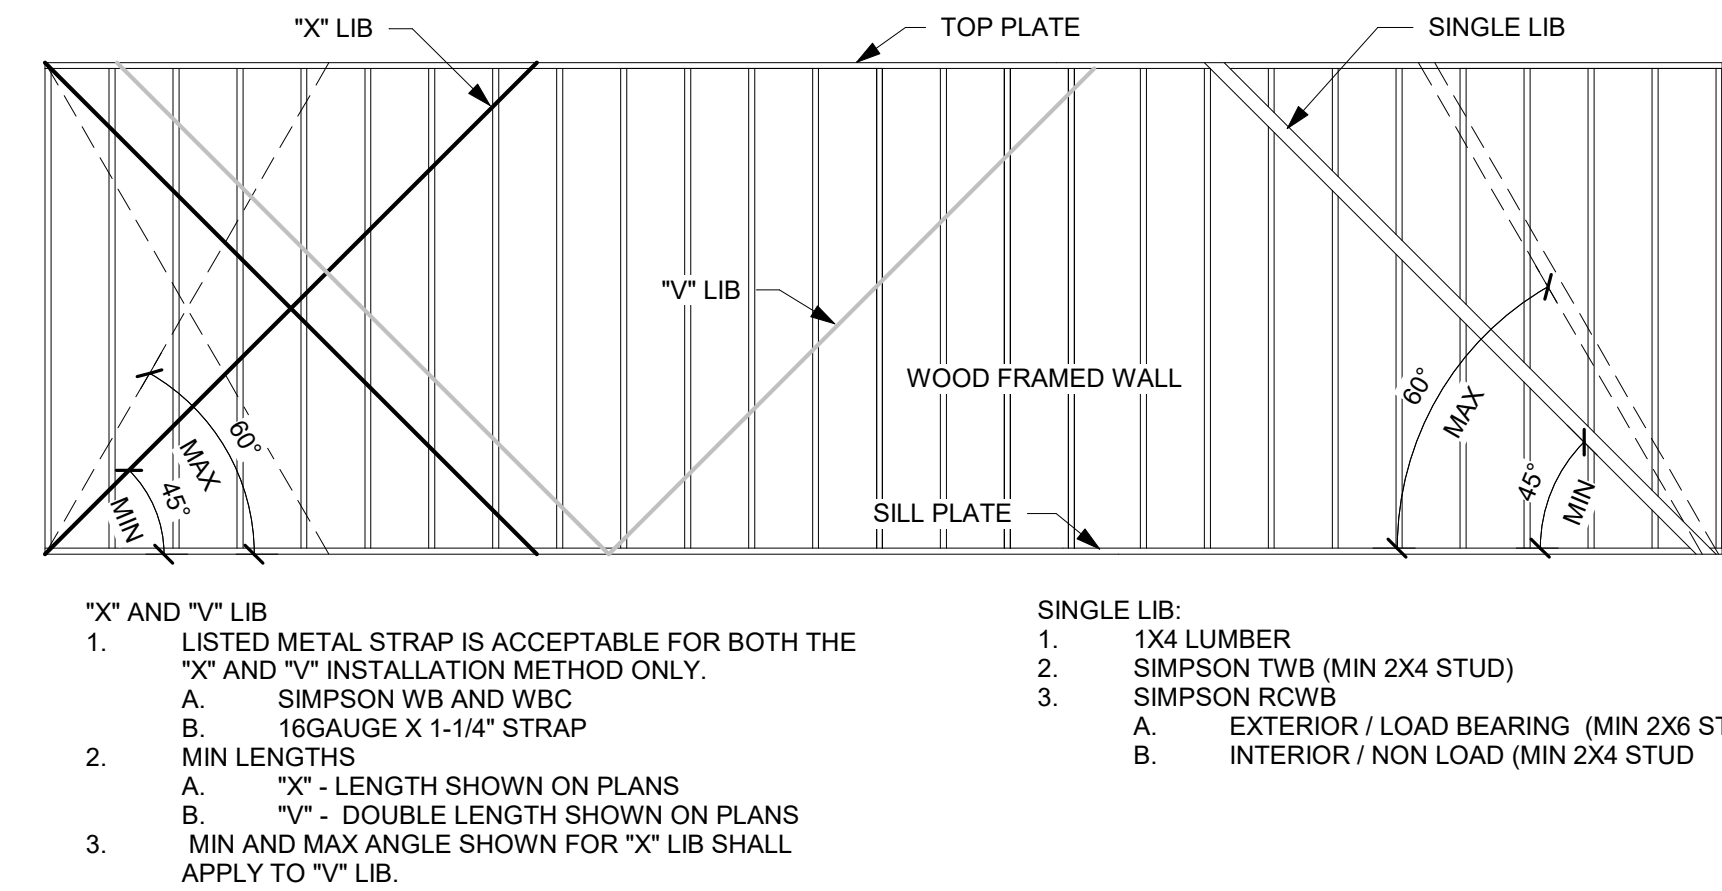 "X" LIB
TOP PLATE
SINGLE LIB
"V" LIB
WOOD FRAMED WALL
60°
MAX
45°
MIN
SILL PLATE
60°
MAX
45°
MIN
"X" AND "V" LIB
1. LISTED METAL STRAP IS ACCEPTABLE FOR BOTH THE
"X" AND "V" INSTALLATION METHOD ONLY.
A. SIMPSON WB AND WBC
B. 16GAUGE X 1-1/4" STRAP
2. MIN LENGTHS
A. "X" - LENGTH SHOWN ON PLANS
B. "V" - DOUBLE LENGTH SHOWN ON PLANS
3. MIN AND MAX ANGLE SHOWN FOR "X" LIB SHALL
APPLY TO "V" LIB.
SINGLE LIB:
1. 1X4 LUMBER
2. SIMPSON TWB (MIN 2X4 STUD)
3. SIMPSON RCWB
A. EXTERIOR / LOAD BEARING (MIN 2X6
B. INTERIOR / NON LOAD (MIN 2X4 STUD